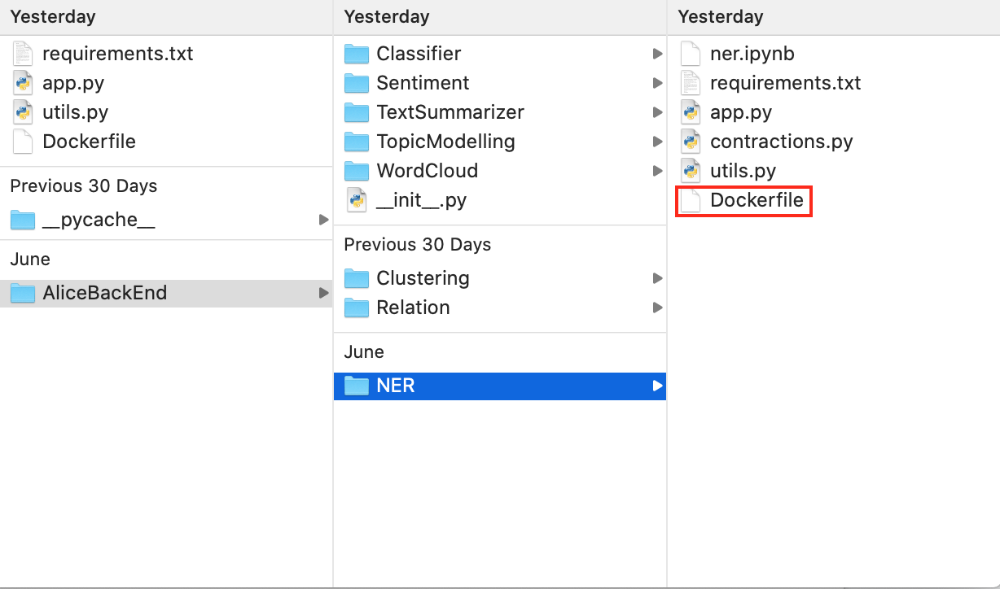 Yesterday
requirements.txt
app.py
utils.py
Dockerfile
Previous 30 Days
__pycache__
June
AliceBackEnd
Yesterday
Classifier
Sentiment
TextSummarizer
TopicModelling
WordCloud
__init__.py
Previous 30 Days
Clustering
Relation
June
NER
Yesterday
ner.ipynb
requirements.txt
app.py
contractions.py
utils.py
Dockerfile